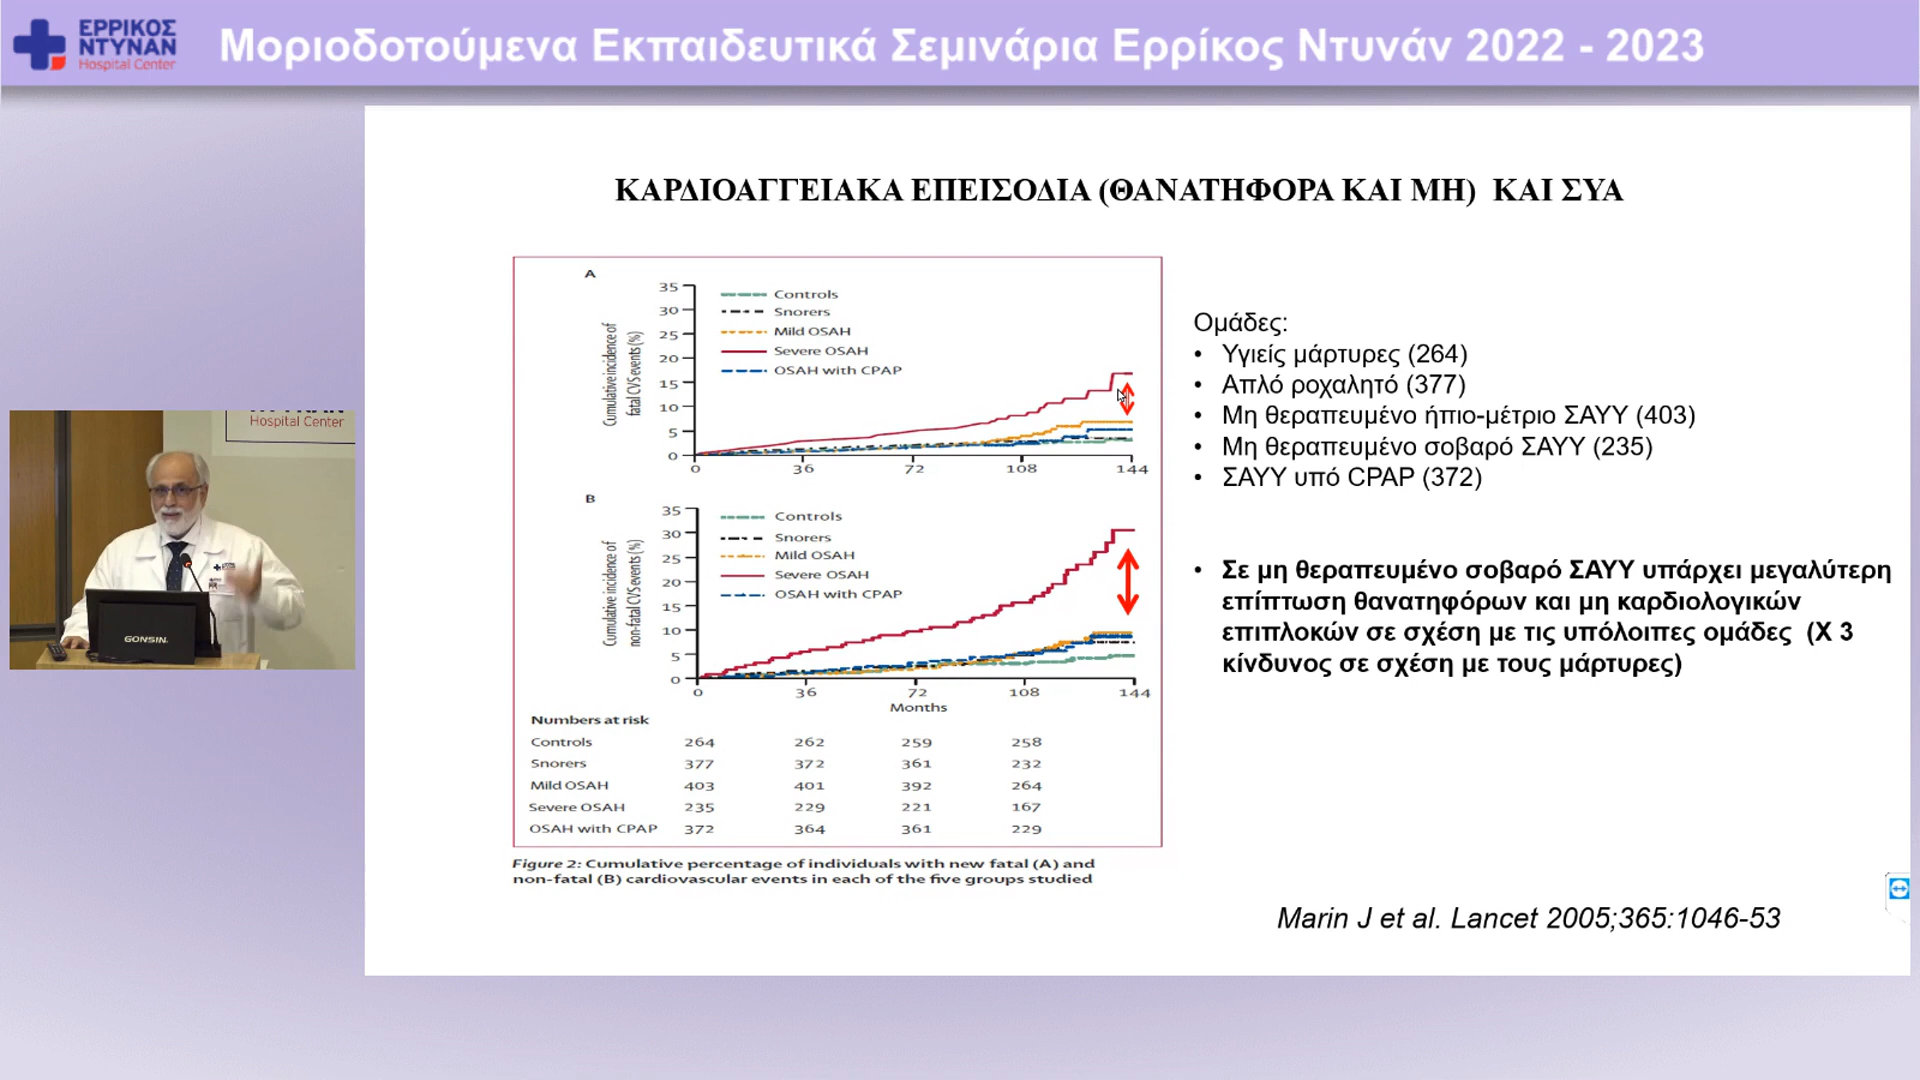 ΕΡΡΙΚΟΣ
ΝΤΥΝΑΝ
Hospital Center
Μοριοδοτούμενα Εκπαιδευτικά Σεμινάρια Ερρίκος Ντυνάν 2022 - 2023
ΚΑΡΔΙΟΑΓΓΕΙΑΚΑ ΕΠΕΙΣΟΔΙΑ (ΘΑΝΑΤΗΦΟΡΑ ΚΑΙ ΜΗ) ΚΑΙ ΣΥΑ
A
Cumulative incidence of
fatal CVS events (%)
35
30
25
20
15
10
5
0
Controls
Snorers
Mild OSAH
Severe OSAH
OSAH with CPAP
0 36 72 108 144
B
Cumulative incidence of
non-fatal CVS events (%)
35
30
25
20
15
10
5
0
Controls
Snorers
Mild OSAH
Severe OSAH
OSAH with CPAP
0 36 72 108 144
Months
Numbers at risk
Controls 264 262 259 258
Snorers 377 372 361 232
Mild OSAH 403 401 392 264
Severe OSAH 235 229 221 167
OSAH with CPAP 372 364 361 229
Figure 2: Cumulative percentage of individuals with new fatal (A) and
non-fatal (B) cardiovascular events in each of the five groups studied
Ομάδες:
• Υγιείς μάρτυρες (264)
• Απλό ροχαλητό (377)
• Μη θεραπευμένο ήπιο-μέτριο ΣΑΥΥ (403)
• Μη θεραπευμένο σοβαρό ΣΑΥΥ (235)
• ΣΑΥΥ υπό CPAP (372)
• Σε μη θεραπευμένο σοβαρό ΣΑΥΥ υπάρχει μεγαλύτερη
επίπτωση θανατηφόρων και μη καρδιολογικών
επιπλοκών σε σχέση με τις υπόλοιπες ομάδες (Χ 3
κίνδυνος σε σχέση με τους μάρτυρες)
Marin J et al. Lancet 2005;365:1046-53
Hospital Center
GONSIN